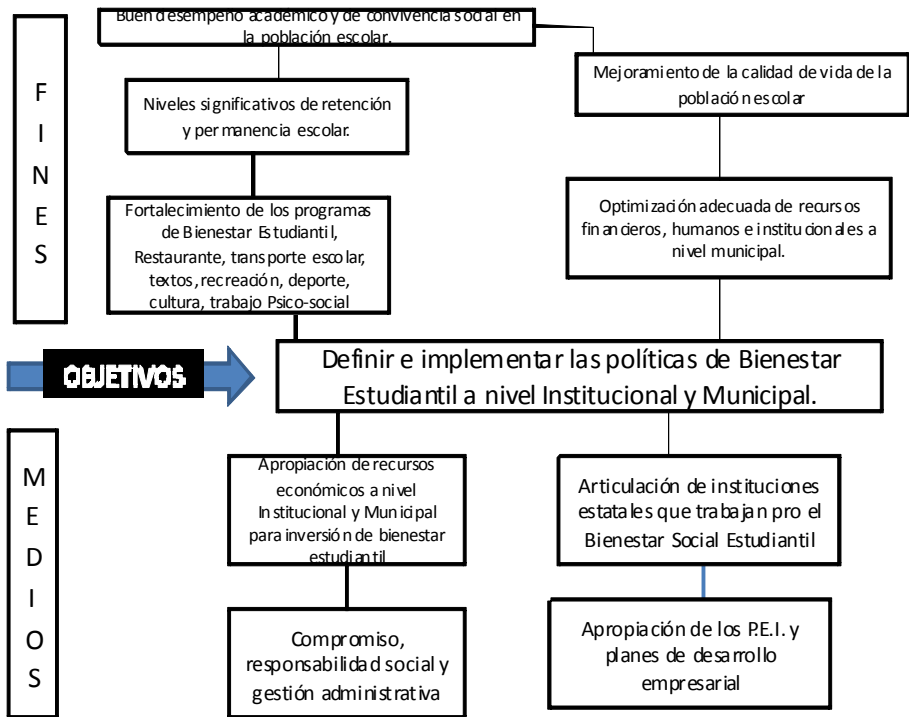 Buen desempeño académico y de convivencia social en
la población escolar.
FINES
Niveles significativos de retención
y permanencia escolar.
Mejoramiento de la calidad de vida de la
población escolar
Fortalecimiento de los programas
de Bienestar Estudiantil,
Restaurante, transporte escolar,
textos, recreación, deporte,
cultura, trabajo Psico-social
Optimización adecuada de recursos
financieros, humanos e institucionales a
nivel municipal.
OBJETIVOS
Definir e implementar las políticas de Bienestar
Estudiantil a nivel Institucional y Municipal.
MEDIOS
Apropiación de recursos
económicos a nivel
Institucional y Municipal
para inversión de bienestar
estudiantil
Articulación de instituciones
estatales que trabajan pro el
Bienestar Social Estudiantil
Compromiso,
responsabilidad social y
gestión administrativa
Apropiación de los P.E.I. y
planes de desarrollo
empresarial